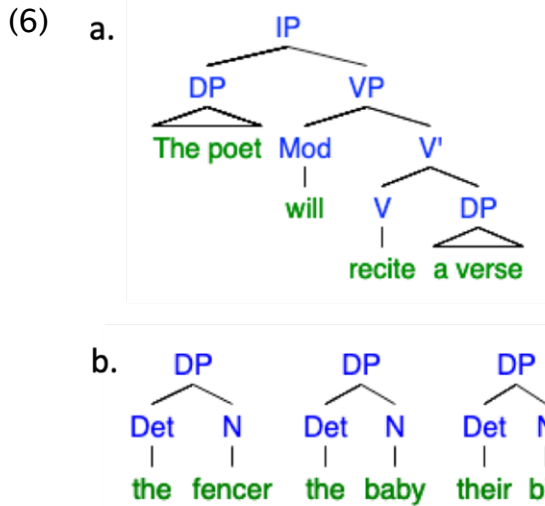 (6) a. IP
DP VP
The poet Mod V'
will V DP
recite a verse
b. DP DP DP
Det N Det N Det
the fencer the baby their